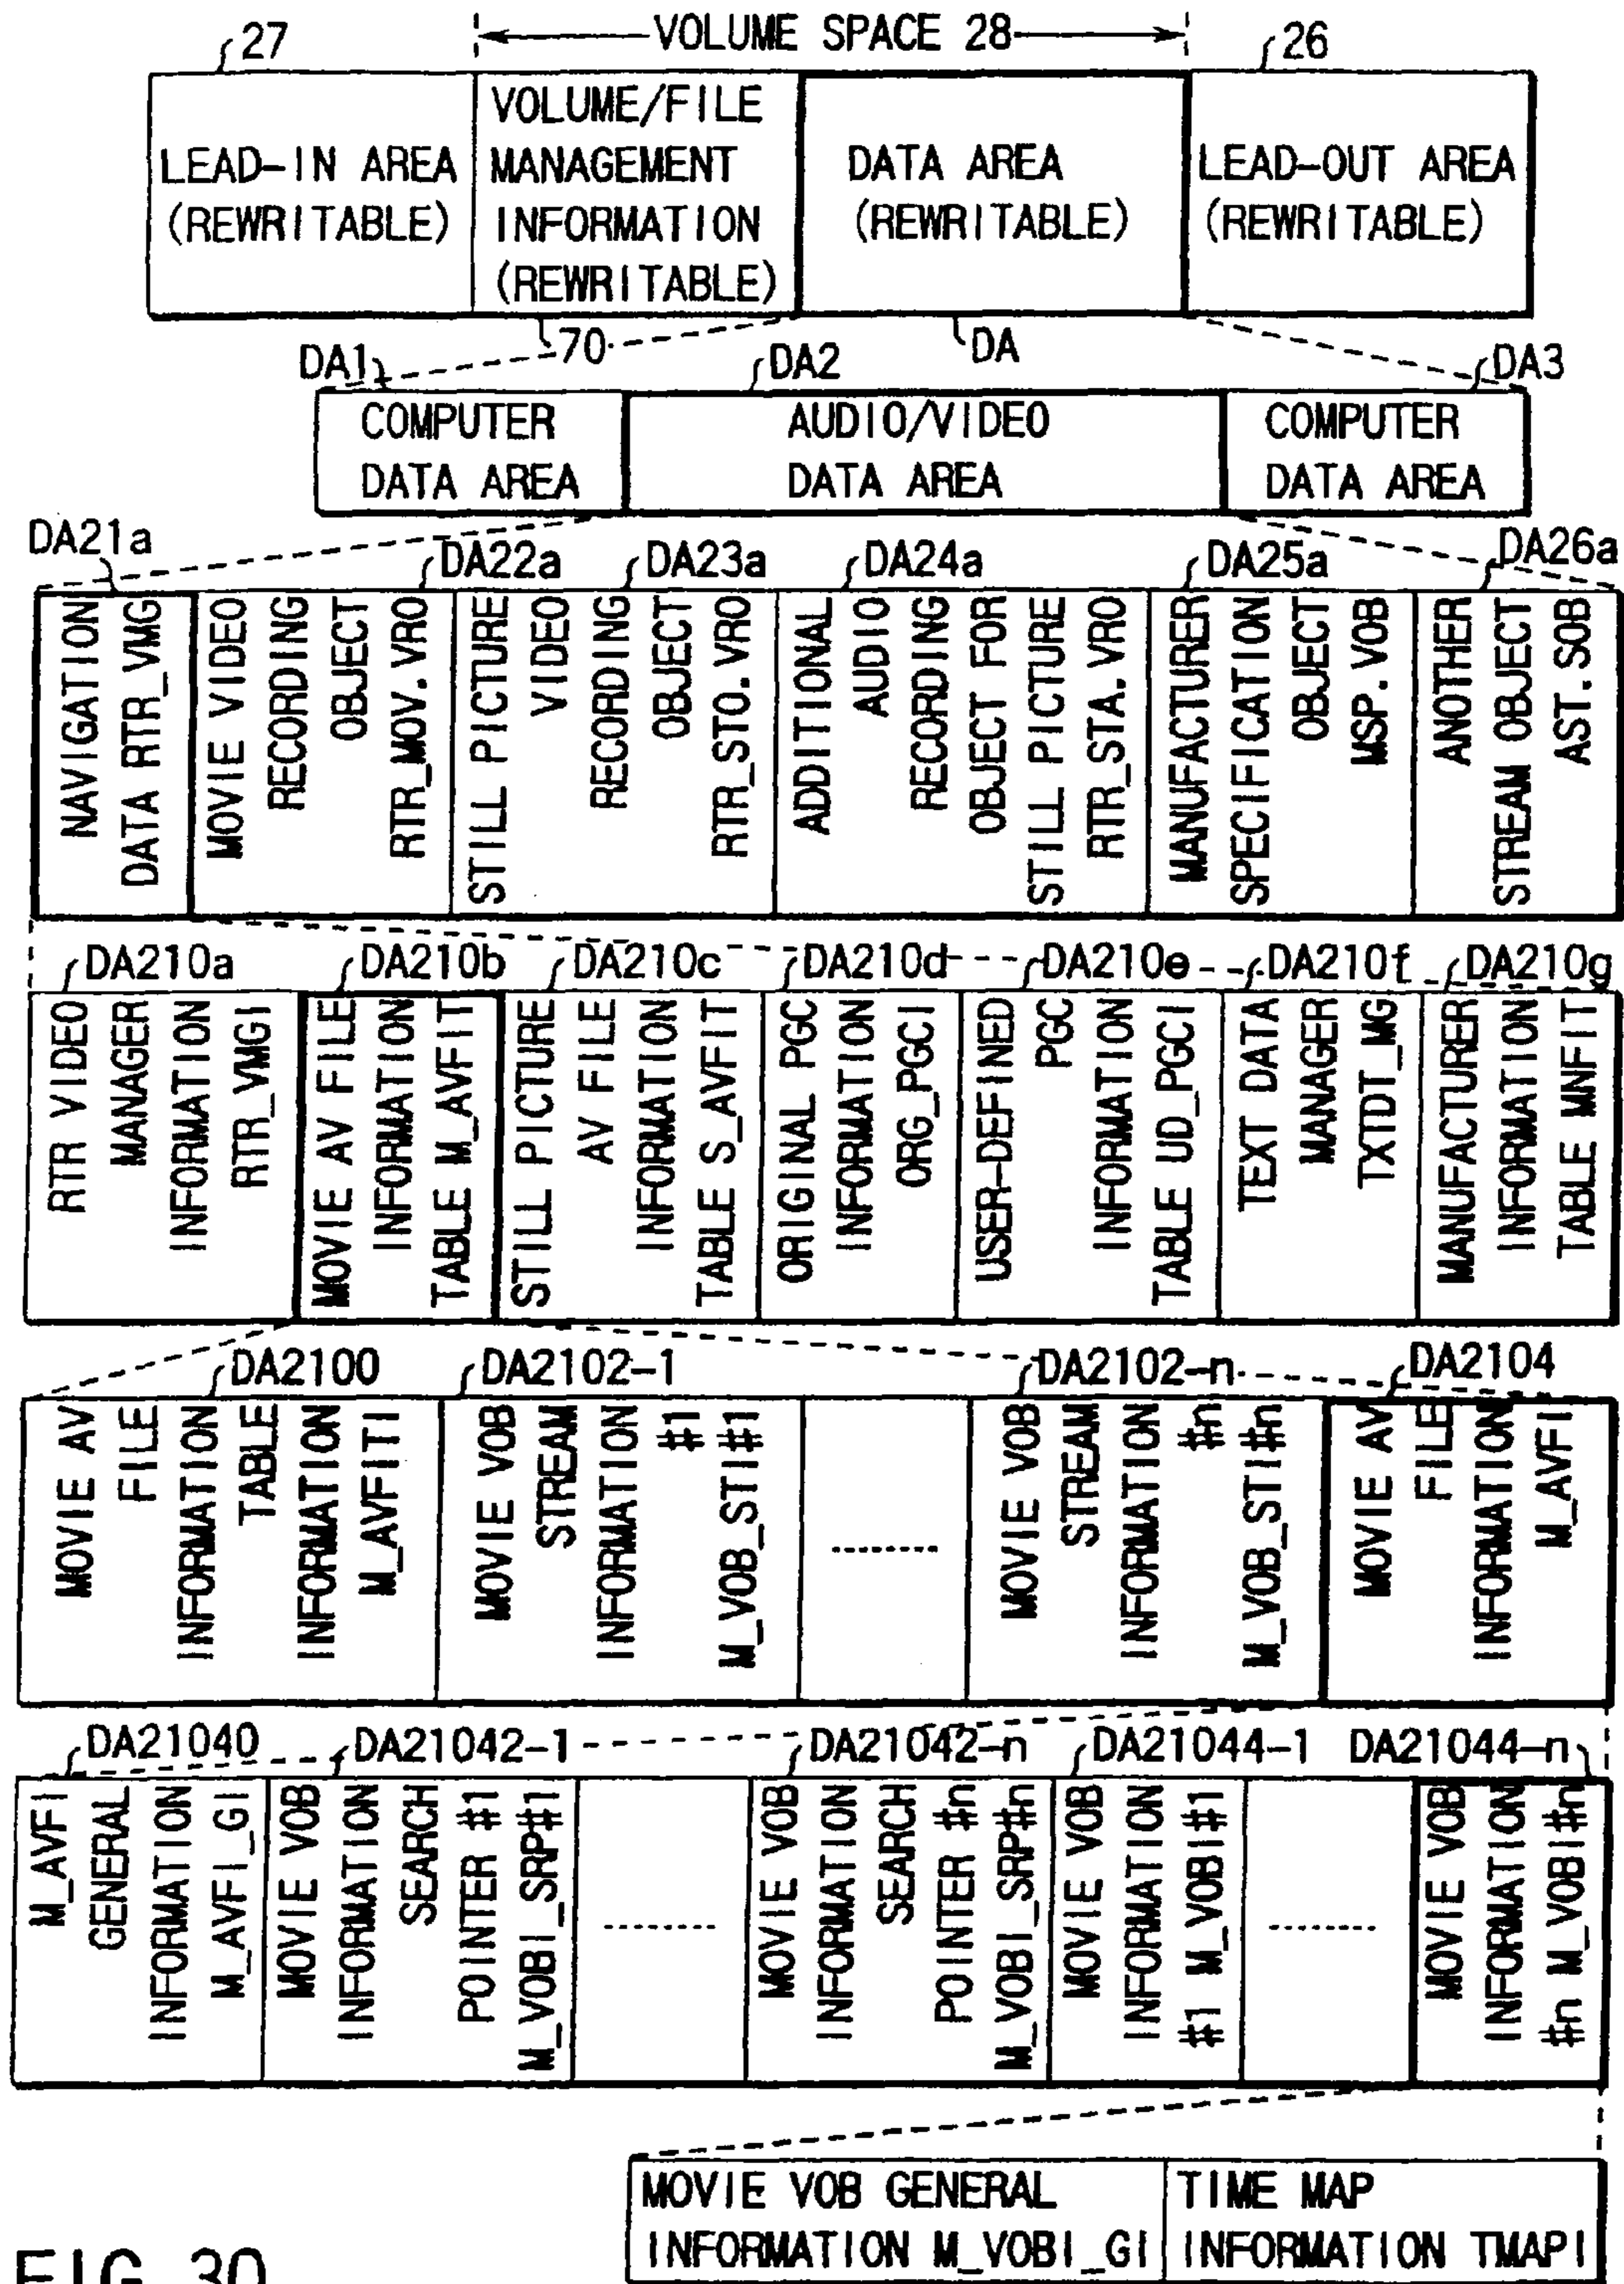 27
VOLUME SPACE 28
26
LEAD-IN AREA
(REWRITABLE)
VOLUME/FILE
MANAGEMENT
INFORMATION
(REWRITABLE)
DATA AREA
(REWRITABLE)
LEAD-OUT AREA
(REWRITABLE)
70
DA
DA1
DA2
DA3
COMPUTER
DATA AREA
AUDIO/VIDEO
DATA AREA
COMPUTER
DATA AREA
DA21a
DA22a
DA23a
DA24a
DA25a
DA26a
NAVIGATION
DATA RTR_VMG
MOVIE VIDEO
RECORDING
OBJECT
RTR_MOV.VRO
STILL PICTURE
VIDEO
RECORDING
OBJECT
RTR_STO.VRO
ADDITIONAL
AUDIO
RECORDING
OBJECT FOR
STILL PICTURE
RTR_STA.VRO
MANUFACTURER
SPECIFICATION
OBJECT
MSP.VOB
ANOTHER
STREAM OBJECT
AST.SOB
DA210a
DA210b
DA210c
DA210d
DA210e
DA210f
DA210g
RTR VIDEO
MANAGER
INFORMATION
RTR_VMGI
MOVIE AV FILE
INFORMATION
TABLE M_AVFIT
STILL PICTURE
AV FILE
INFORMATION
TABLE S_AVFIT
ORIGINAL PGC
INFORMATION
ORG_PGCI
USER-DEFINED
PGC
INFORMATION
TABLE UD_PGCI
TEXT DATA
MANAGER
TXTDT_MG
MANUFACTURER
INFORMATION
TABLE MNFIT
DA2100
DA2102-1
DA2102-n
DA2104
MOVIE AV
FILE
INFORMATION
TABLE
INFORMATION
M_AVFITI
MOVIE VOB
STREAM
INFORMATION
#1
M_VOB_STI#1
........
MOVIE VOB
STREAM
INFORMATION
#n
M_VOB_STI#n
MOVIE AV
FILE
INFORMATION
M_AVFI
DA21040
DA21042-1
DA21042-n
DA21044-1
DA21044-n
M_AVFI
GENERAL
INFORMATION
M_AVFI_GI
MOVIE VOB
INFORMATION
SEARCH
POINTER #1
M_VOBI_SRP#1
........
MOVIE VOB
INFORMATION
SEARCH
POINTER #n
M_VOBI_SRP#n
MOVIE VOB
INFORMATION
#1 M_VOBI#1
........
MOVIE VOB
INFORMATION
#n M_VOBI#n
MOVIE VOB GENERAL
INFORMATION M_VOBI_GI
TIME MAP
INFORMATION TMAPI
FIG. 30